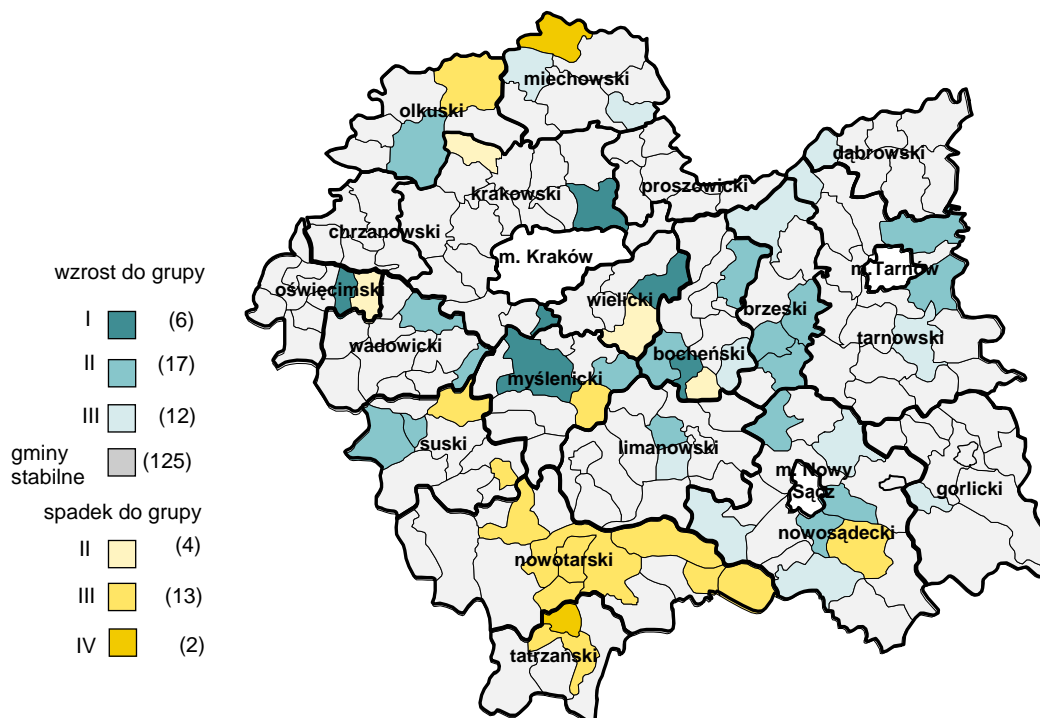 wzrost do grupy
I (6)
II (17)
III (12)
gminy
stabilne (125)
spadek do grupy
II (4)
III (13)
IV (2)
miechowski
olkuski
dąbrowski
proszowicki
krakowski
chrzanowski
m. Kraków
m.Tarnów
oświęcimski
wielicki
brzeski
wadowicki
bocheński
tarnowski
myślenicki
suski
limanowski
m. Nowy
Sącz
gorlicki
nowosądecki
nowotarski
tatrzański